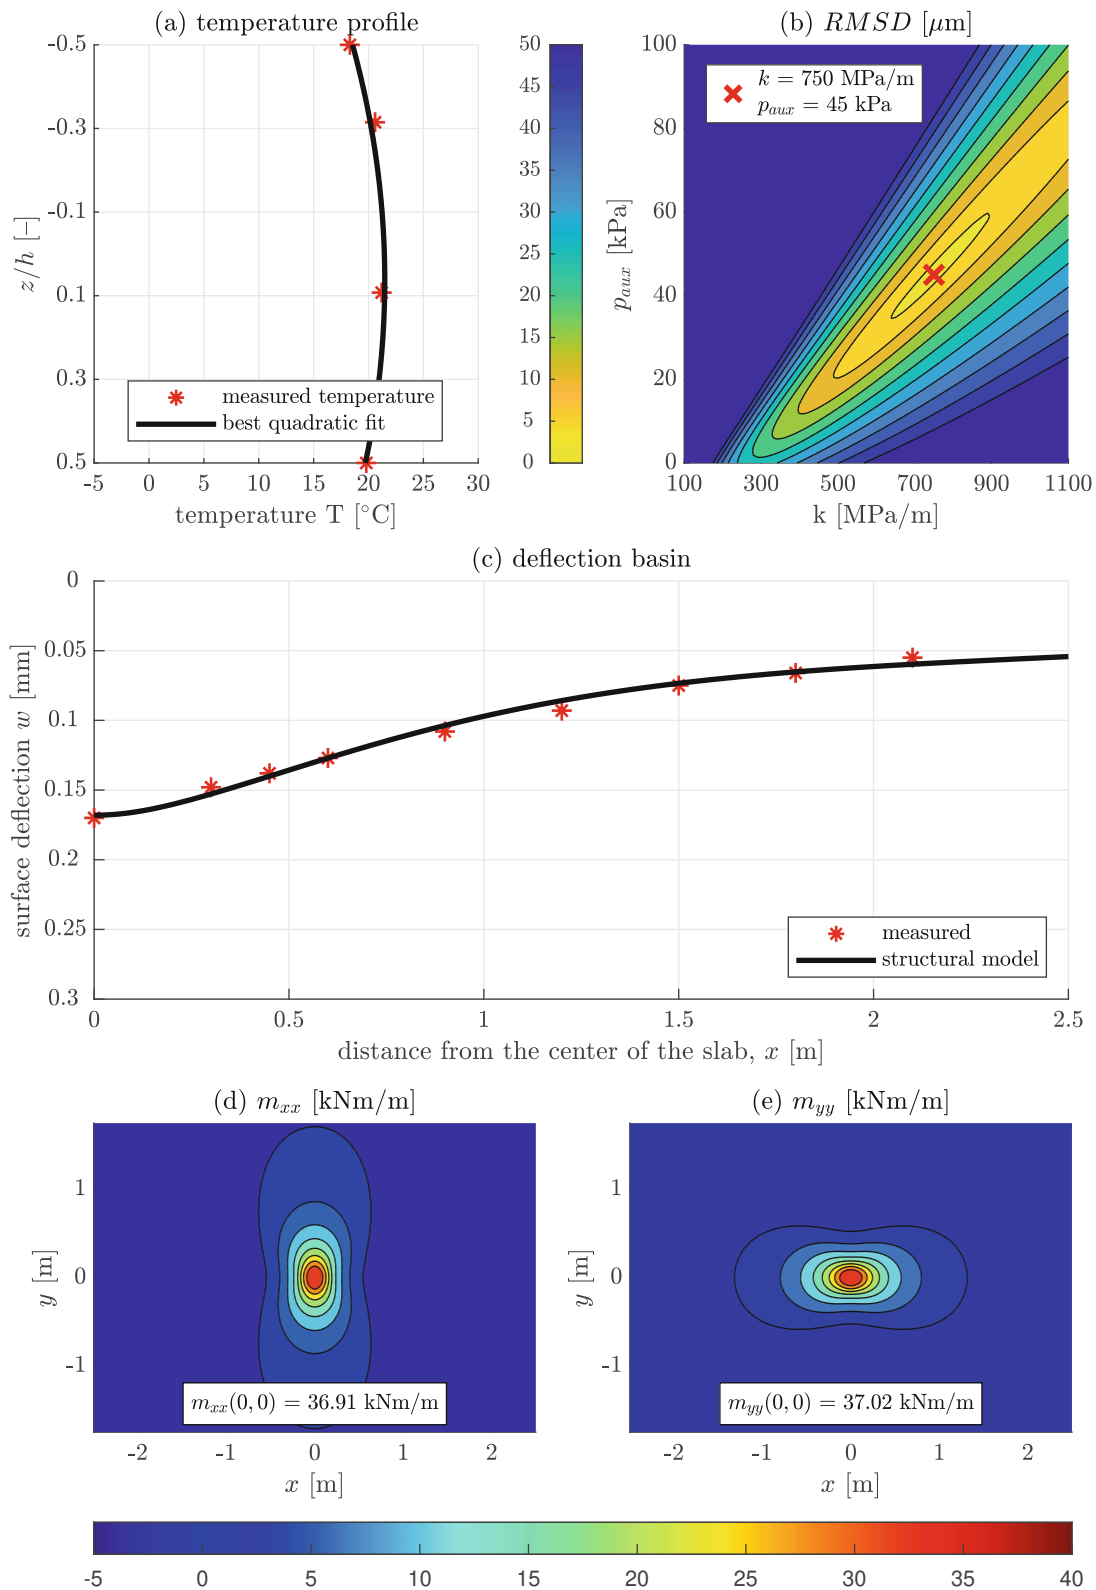 (a) temperature profile
-0.5
-0.3
-0.1
0.1
0.3
0.5
z/h [−]
-5 0 5 10 15 20 25 30
temperature T [°C]
measured temperature
best quadratic fit
50
45
40
35
30
25
20
15
10
5
0
(b) RMSD [μm]
100
80
60
40
20
0
p_aux [kPa]
k = 750 MPa/m
p_aux = 45 kPa
100 300 500 700 900 1100
k [MPa/m]
(c) deflection basin
0
0.05
0.1
0.15
0.2
0.25
0.3
surface deflection w [mm]
measured
structural model
0 0.5 1 1.5 2 2.5
distance from the center of the slab, x [m]
(d) m_xx [kNm/m]
1
0
-1
y [m]
m_xx(0, 0) = 36.91 kNm/m
-2 -1 0 1 2
x [m]
(e) m_yy [kNm/m]
1
0
-1
y [m]
m_yy(0, 0) = 37.02 kNm/m
-2 -1 0 1 2
x [m]
-5 0 5 10 15 20 25 30 35 40